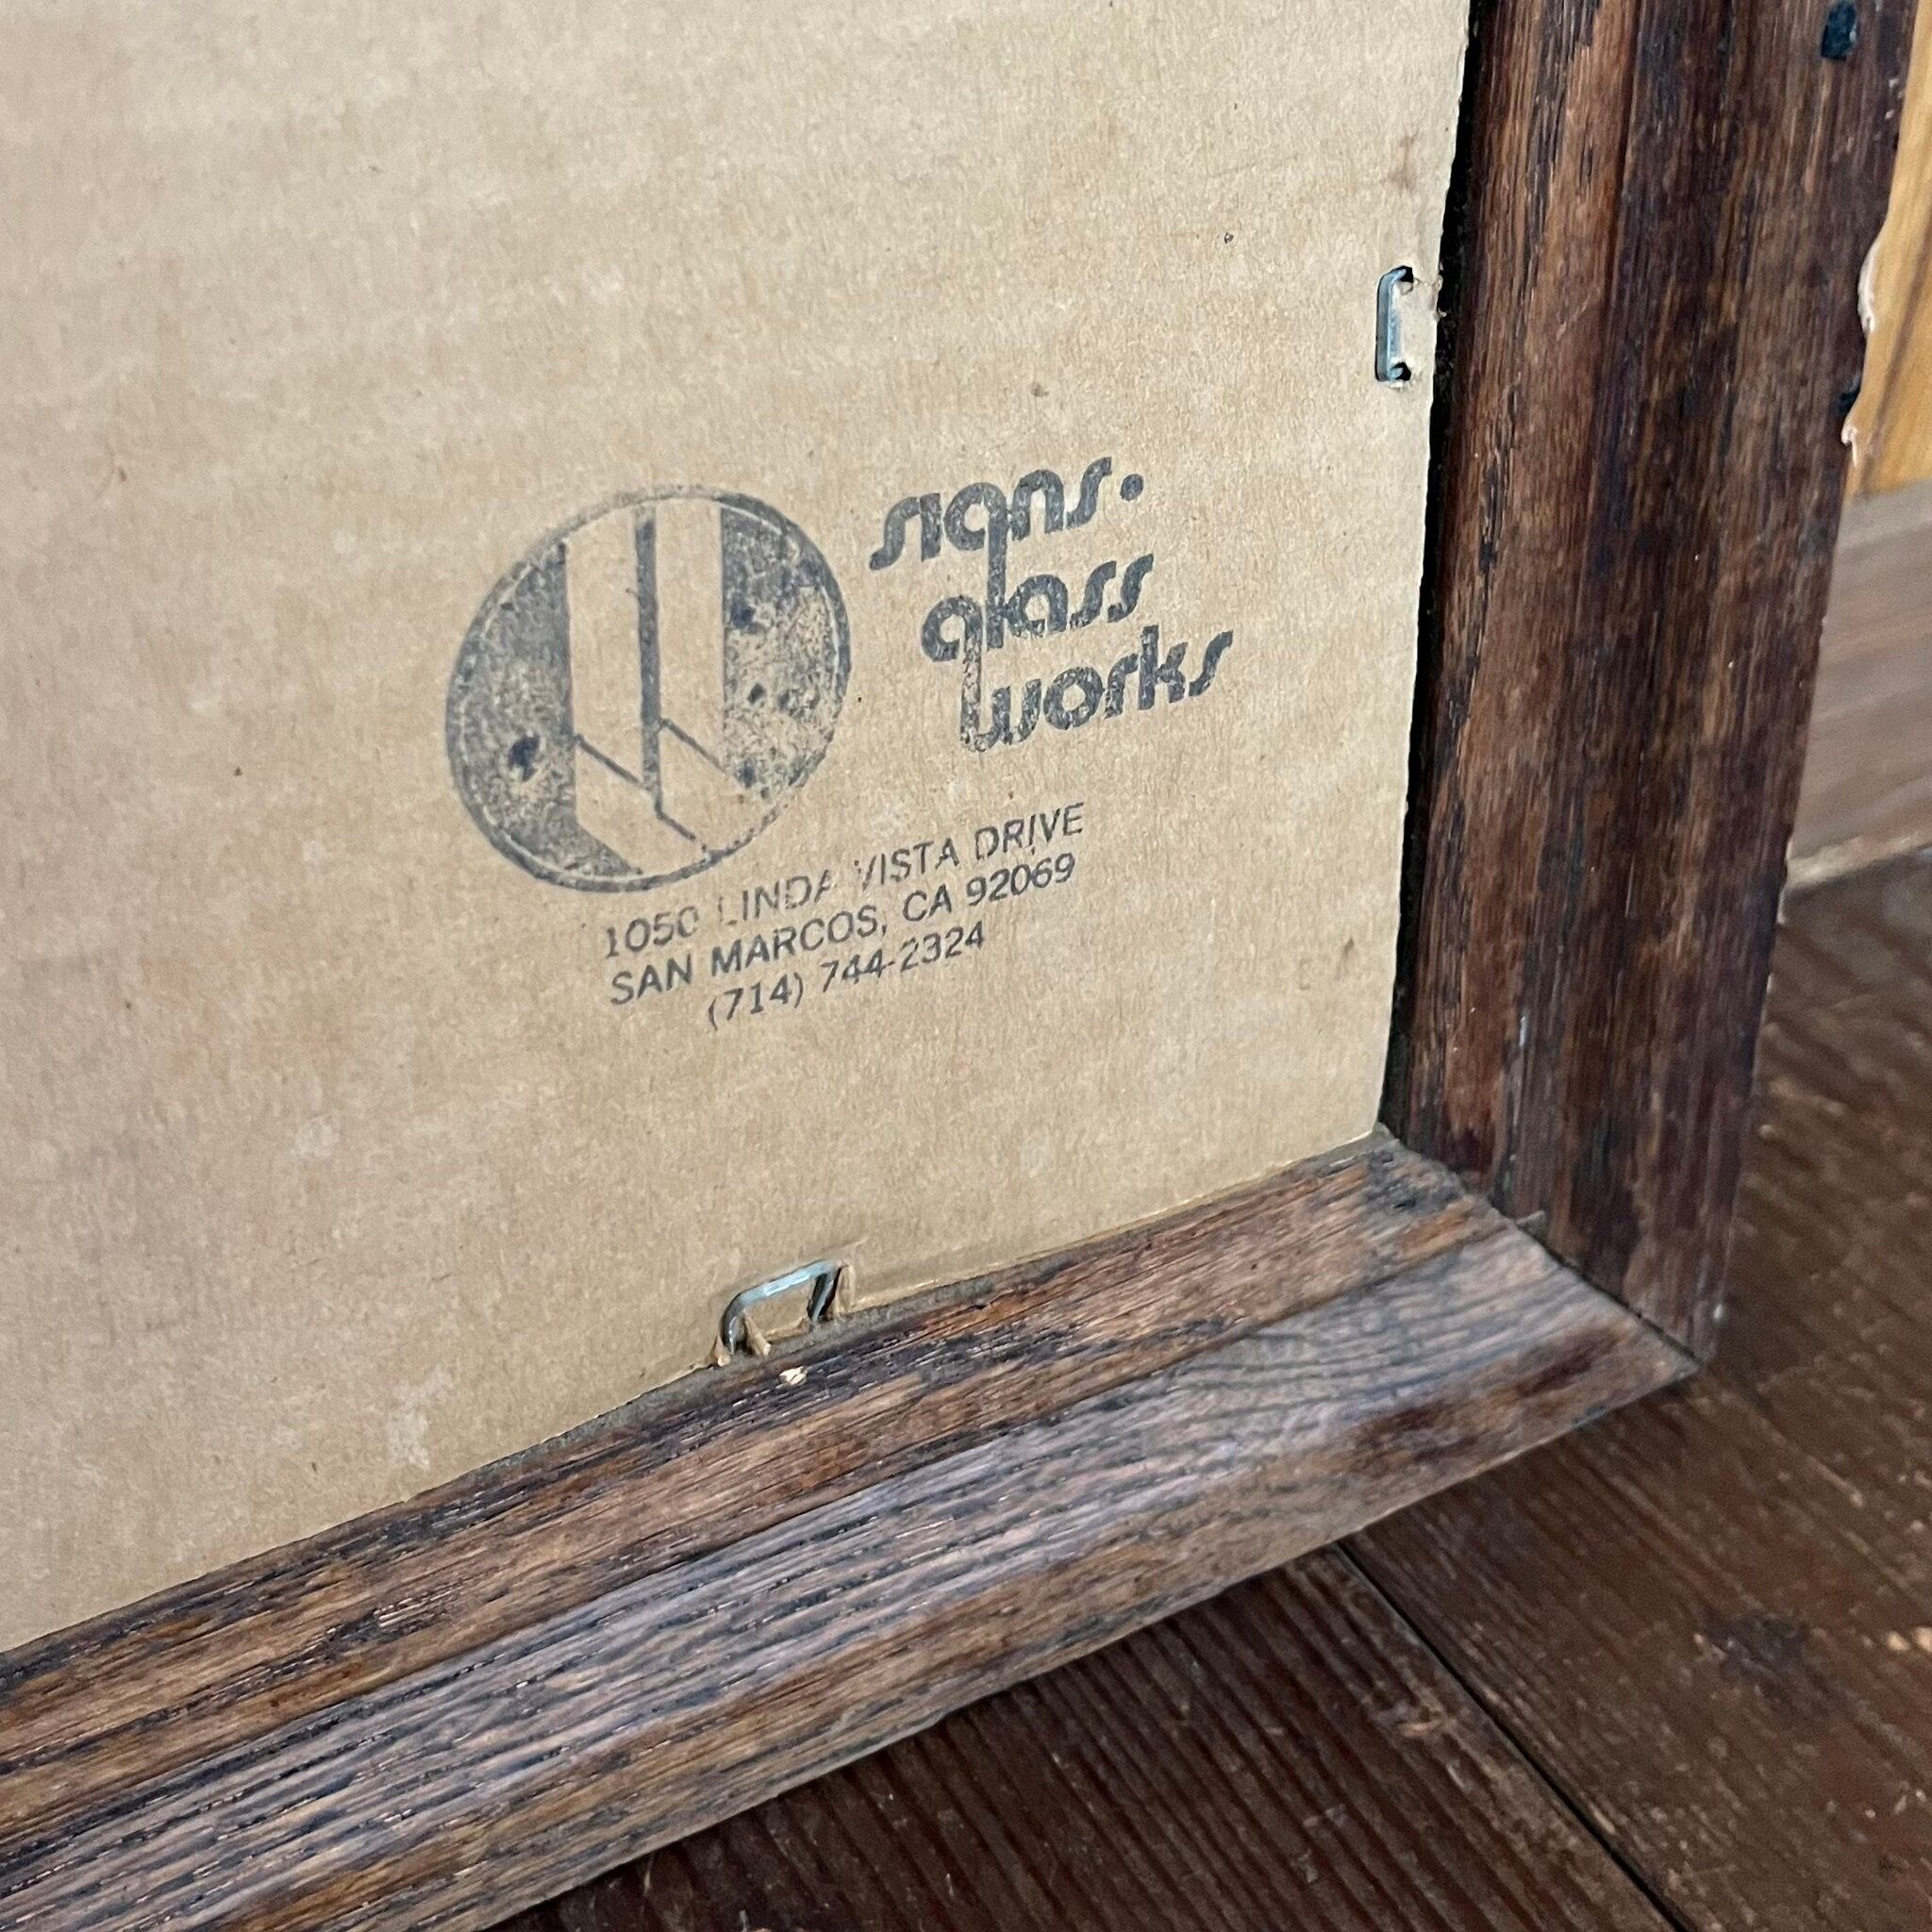 signs.
glass
works
1050 LINDA VISTA DRIVE
SAN MARCOS, CA 92069
(714) 744-2324